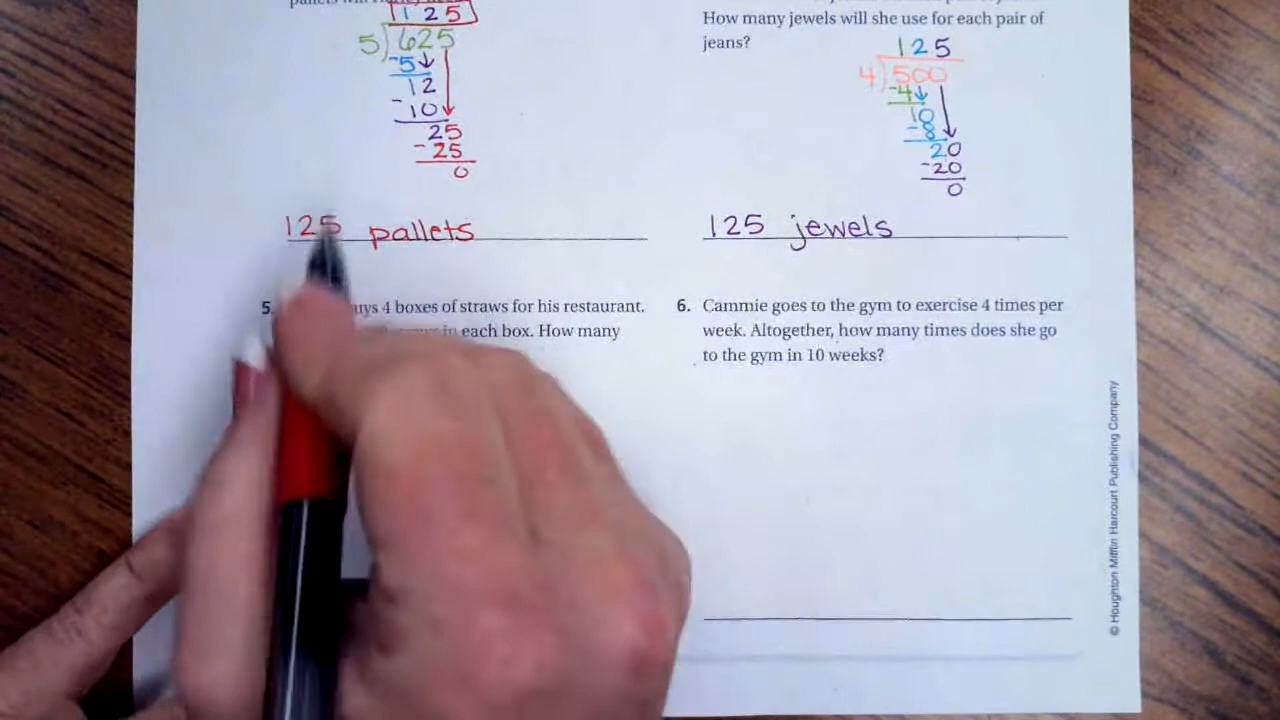 125
5)625
-5
12
-10
25
-25
0
125 pallets
How many jewels will she use for each pair of
jeans?
125
4)500
-4
10
-8
20
-20
0
125 jewels
5. 4 boxes of straws for his restaurant.
in each box. How many
6. Cammie goes to the gym to exercise 4 times per
week. Altogether, how many times does she go
to the gym in 10 weeks?
© Houghton Mifflin Harcourt Publishing Company